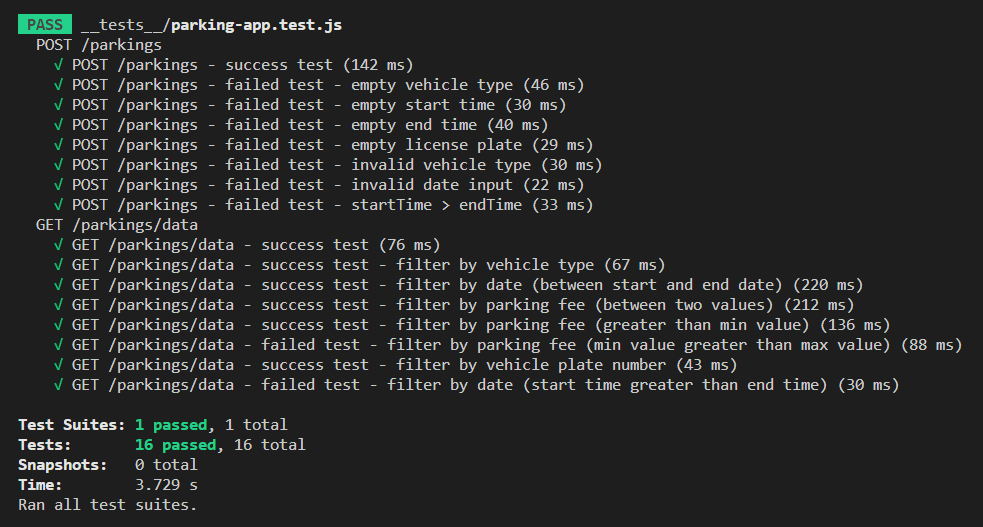 PASS __tests__/parking-app.test.js
POST /parkings
√ POST /parkings - success test (142 ms)
√ POST /parkings - failed test - empty vehicle type (46 ms)
√ POST /parkings - failed test - empty start time (30 ms)
√ POST /parkings - failed test - empty end time (40 ms)
√ POST /parkings - failed test - empty license plate (29 ms)
√ POST /parkings - failed test - invalid vehicle type (30 ms)
√ POST /parkings - failed test - invalid date input (22 ms)
√ POST /parkings - failed test - startTime > endTime (33 ms)
GET /parkings/data
√ GET /parkings/data - success test (76 ms)
√ GET /parkings/data - success test - filter by vehicle type (67 ms)
√ GET /parkings/data - success test - filter by date (between start and end date) (220 ms)
√ GET /parkings/data - success test - filter by parking fee (between two values) (212 ms)
√ GET /parkings/data - success test - filter by parking fee (greater than min value) (136 ms)
√ GET /parkings/data - failed test - filter by parking fee (min value greater than max value) (88 ms)
√ GET /parkings/data - success test - filter by vehicle plate number (43 ms)
√ GET /parkings/data - failed test - filter by date (start time greater than end time) (30 ms)
Test Suites: 1 passed, 1 total
Tests: 16 passed, 16 total
Snapshots: 0 total
Time: 3.729 s
Ran all test suites.